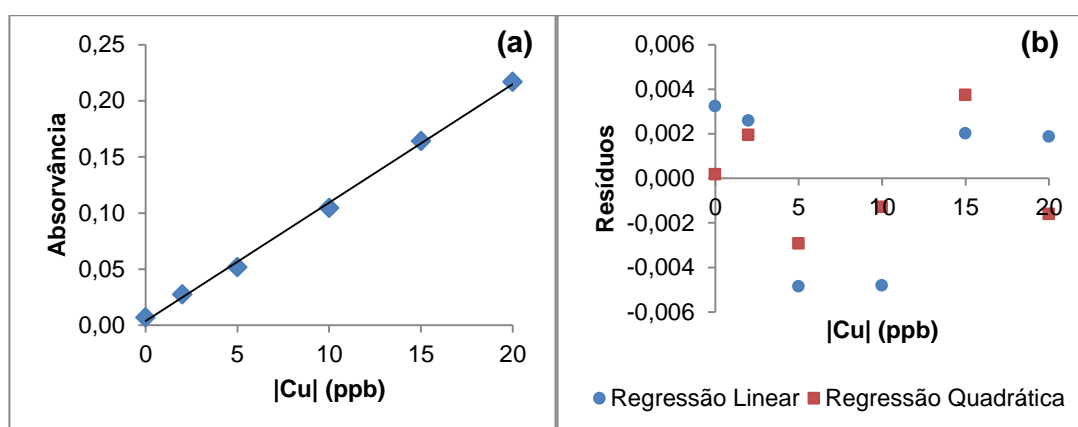 (a)
0,25
0,20
0,15
0,10
0,05
0,00
Absorvância
0 5 10 15 20
|Cu| (ppb)
(b)
0,006
0,004
0,002
0,000
-0,002
-0,004
-0,006
Resíduos
0 5 10 15 20
|Cu| (ppb)
Regressão Linear Regressão Quadrática